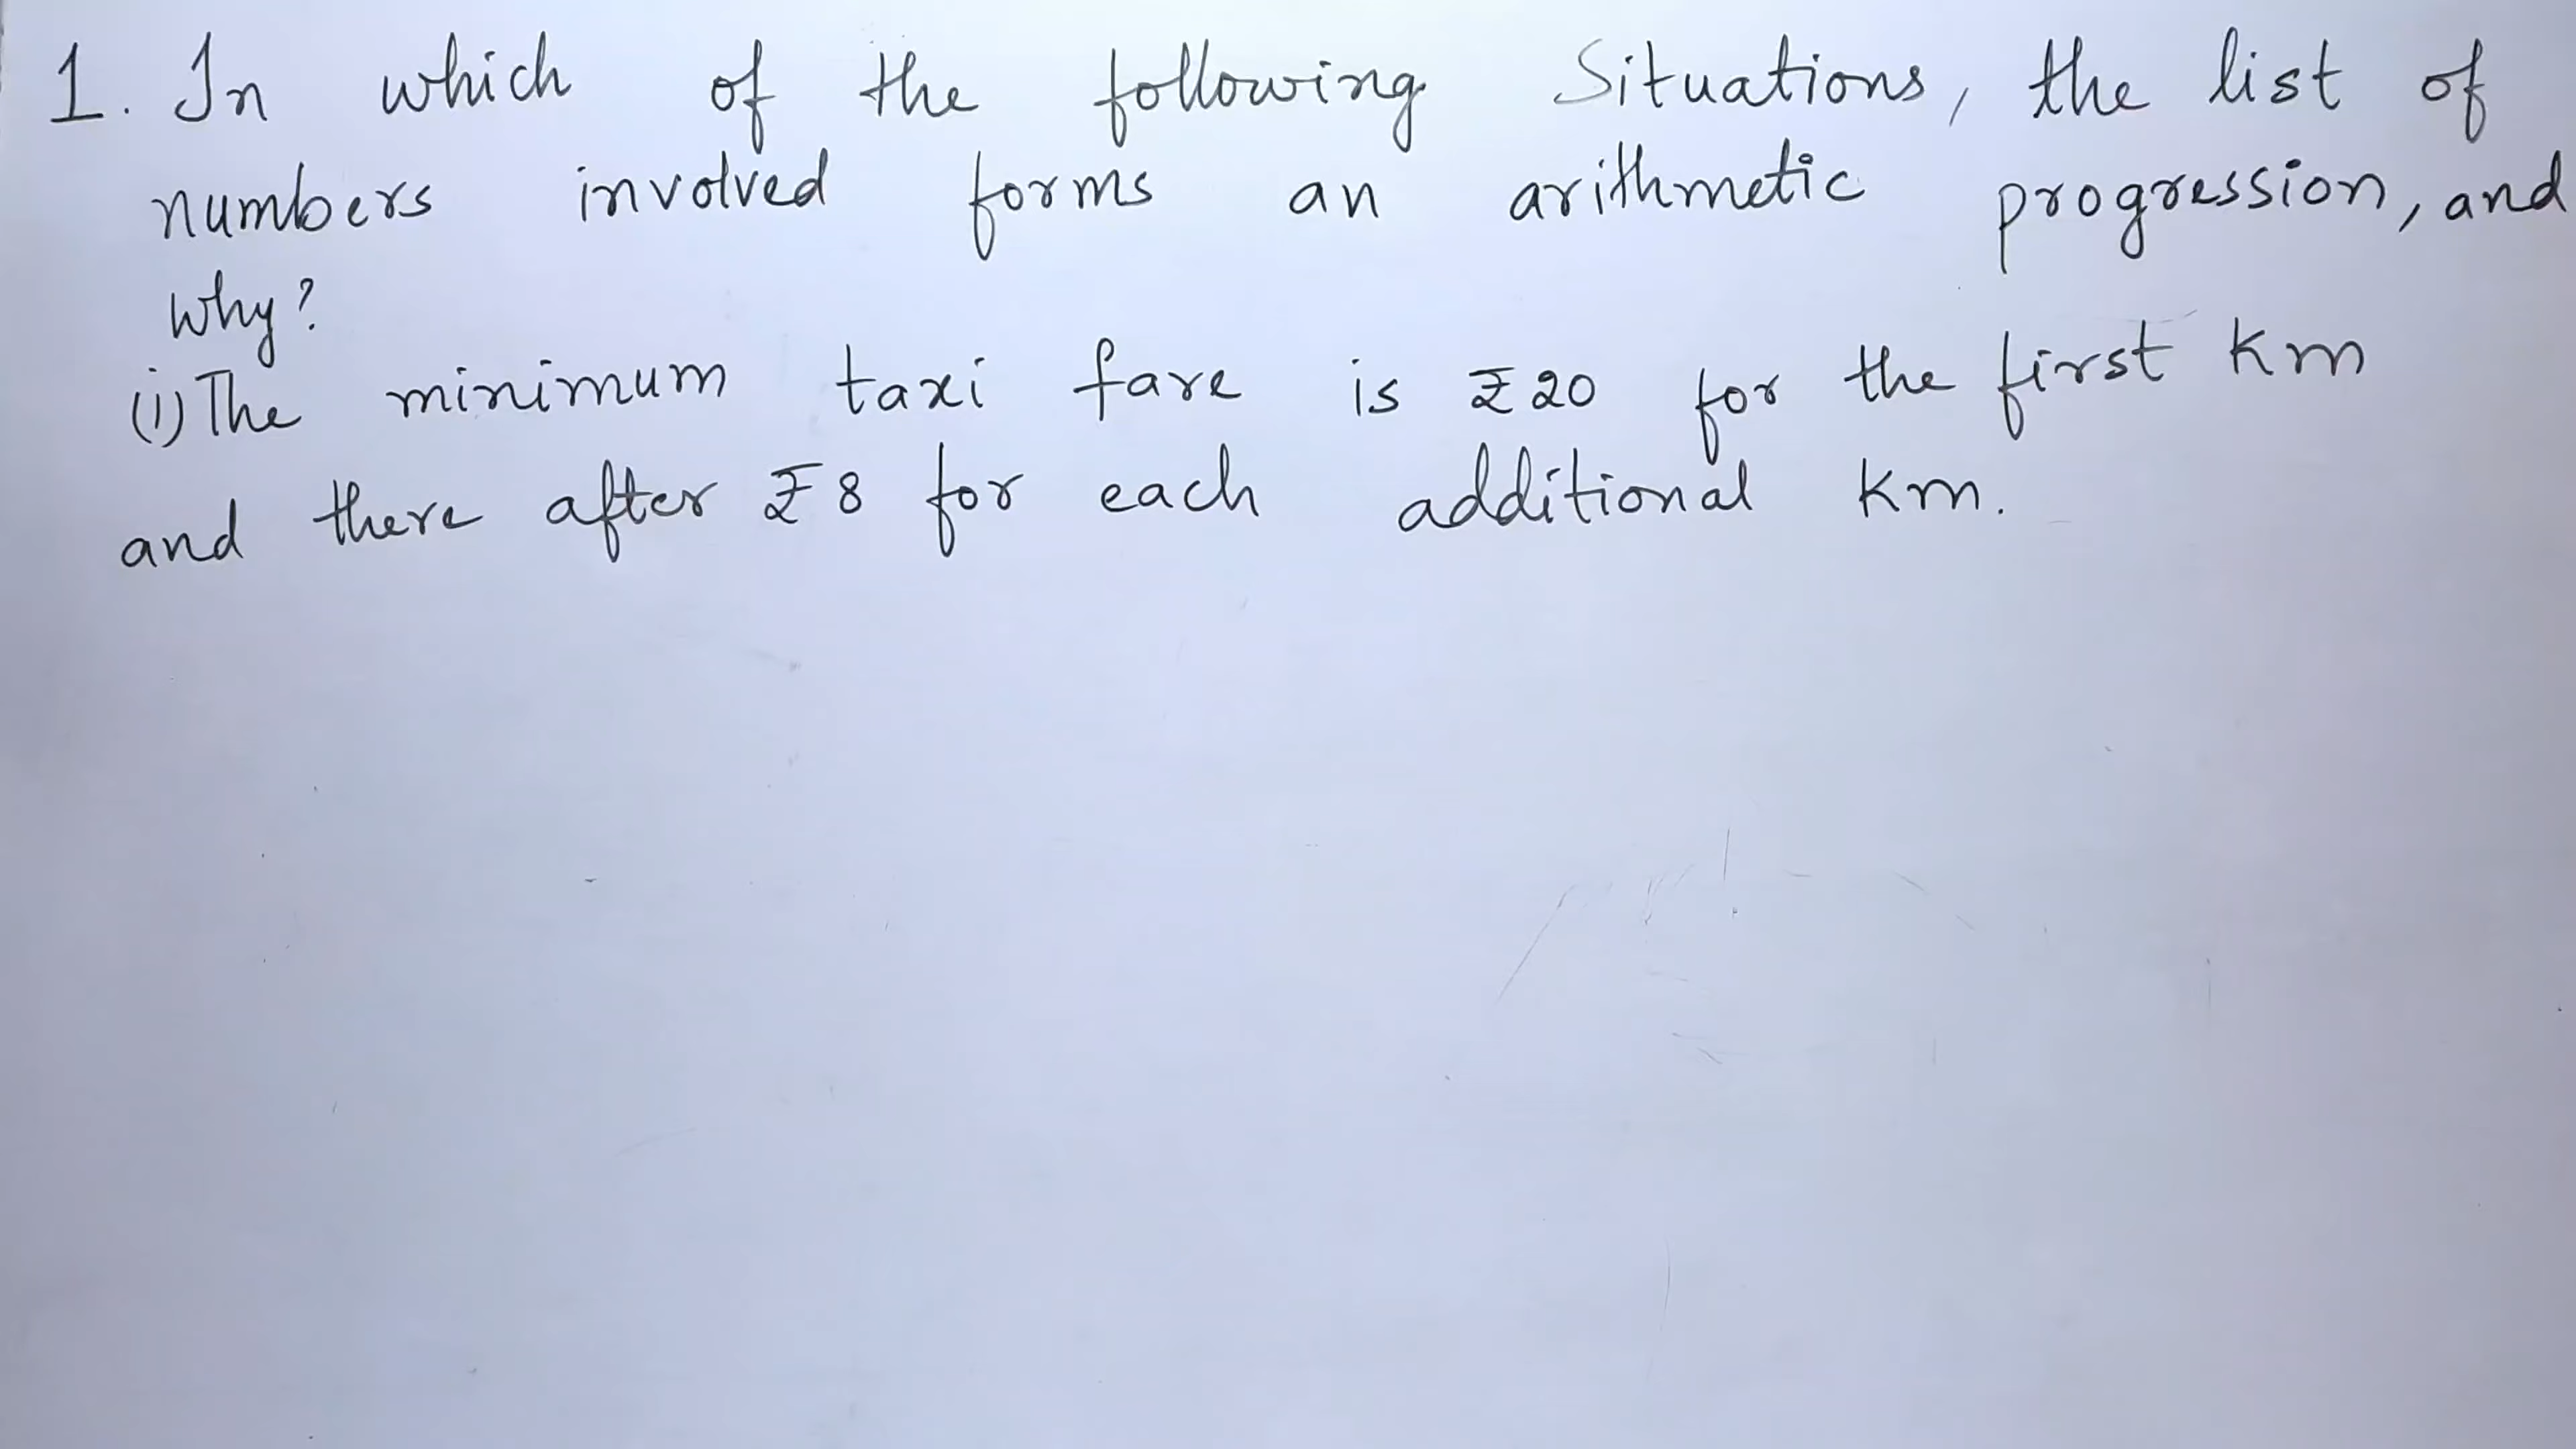 1. In which of the following Situations, the list of
numbers involved forms an arithmetic progression, and
why?
(i) The minimum taxi fare is ₹20 for the first Km
and there after ₹8 for each additional Km.